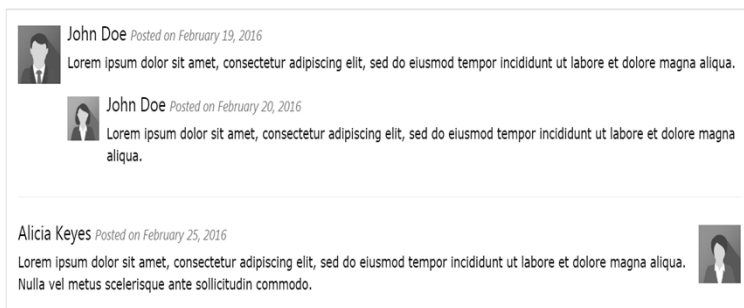 John Doe Posted on February 19, 2016
Lorem ipsum dolor sit amet, consectetur adipiscing elit, sed do eiusmod tempor incididunt ut labore et dolore magna aliqua.
John Doe Posted on February 20, 2016
Lorem ipsum dolor sit amet, consectetur adipiscing elit, sed do eiusmod tempor incididunt ut labore et dolore magna
aliqua.
Alicia Keyes Posted on February 25, 2016
Lorem ipsum dolor sit amet, consectetur adipiscing elit, sed do eiusmod tempor incididunt ut labore et dolore magna aliqua.
Nulla vel metus scelerisque ante sollicitudin commodo.